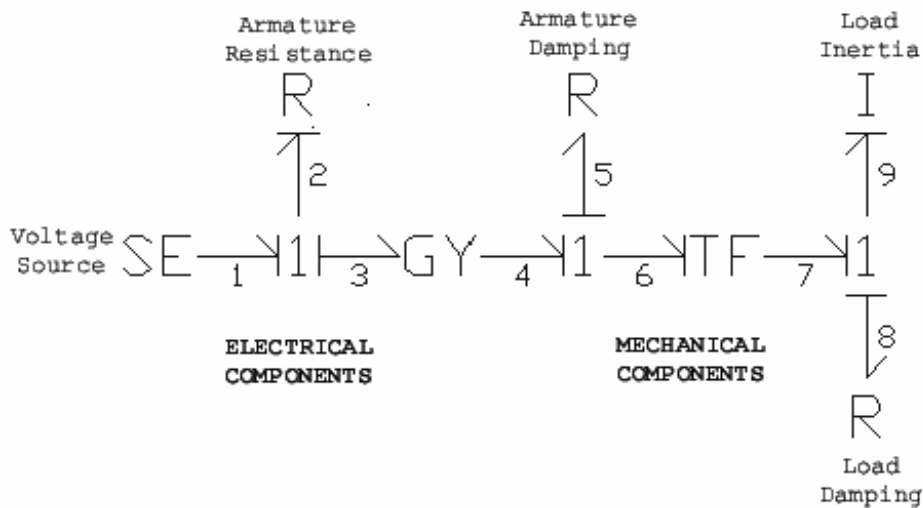 Armature
Resistance
Armature
Damping
Load
Inertia
R
R
I
2
5
9
Voltage
Source
SE 1 1 3 GY 4 1 6 TF 7 1
8
ELECTRICAL
COMPONENTS
MECHANICAL
COMPONENTS
R
Load
Damping